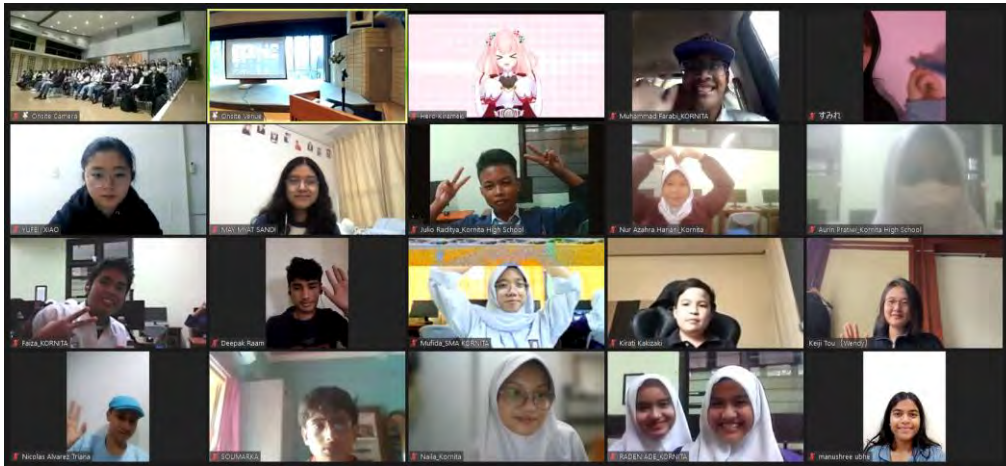 Onsite Camera
Onsite Venue
Hiro Kirameki
Muhammad Farabi_KORNITA
すみれ
YUFEI XIAO
MAY MYAT SANDI
Julio Raditya_Kornita High School
Nur Azahra Hariani_Kornita
Aurin Pratiwi_Kornita High School
Faiza_KORNITA
Deepak Raam
Mufida_SMA KORNITA
Kirati Kakizaki
Keiji Tou (Wendy)
Nicolas Alvarez Triana
SOUMARKA
Naila_Kornita
RADEN ADE_KORNITA
manushree ubhe